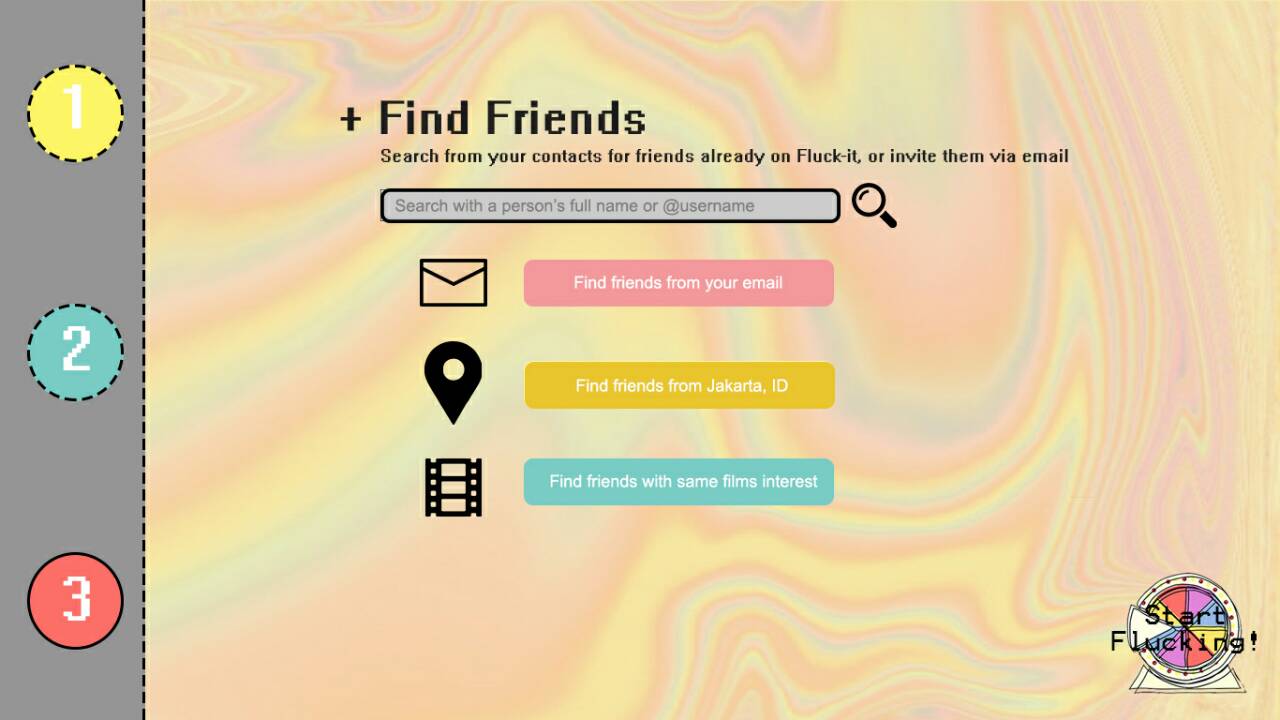 1
2
3
+ Find Friends
Search from your contacts for friends already on Fluck-it, or invite them via email
Search with a person's full name or @username
Find friends from your email
Find friends from Jakarta, ID
Find friends with same films interest
Start
Flucking!